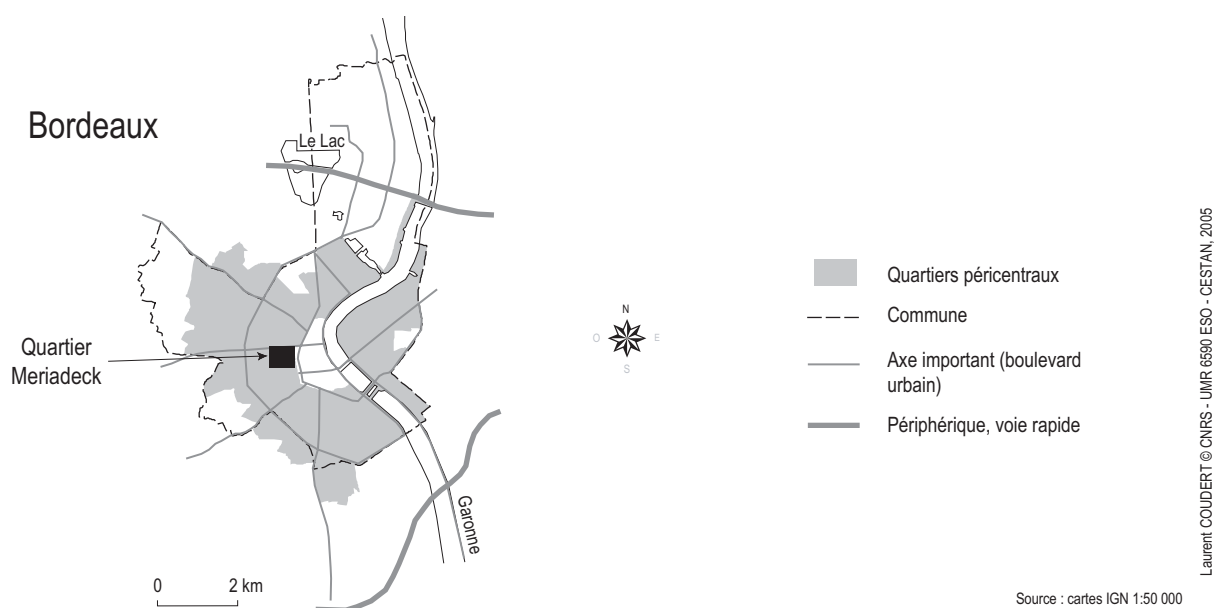 Bordeaux
Le Lac
Quartier
Meriadeck
Garonne
0 2 km
N
O E
S
Quartiers péricentraux
Commune
Axe important (boulevard
urbain)
Périphérique, voie rapide
Laurent COUDERT © CNRS - UMR 6590 ESO - CESTAN, 2005
Source : cartes IGN 1:50 000